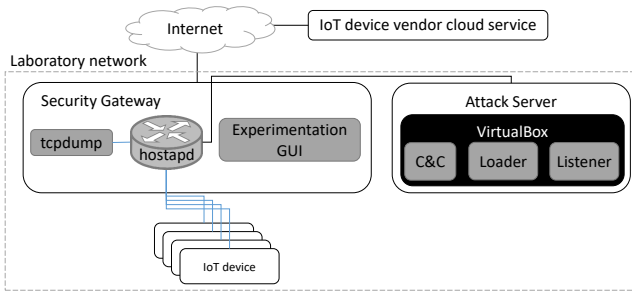 Internet
IoT device vendor cloud service
Laboratory network
Security Gateway
Attack Server
tcpdump
hostapd
Experimentation
GUI
VirtualBox
C&C
Loader
Listener
IoT device